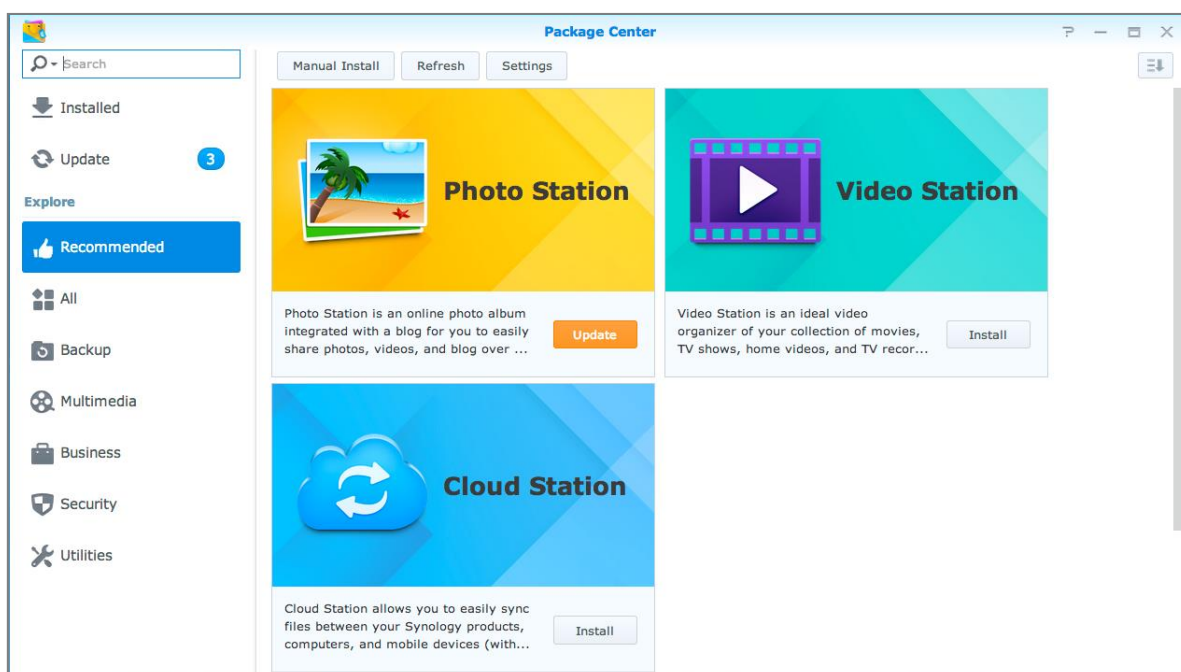 Package Center
Search
Manual Install Refresh Settings
Installed
Update 3
Explore
Recommended
All
Backup
Multimedia
Business
Security
Utilities
Photo Station
Photo Station is an online photo album
integrated with a blog for you to easily
share photos, videos, and blog over ...
Update
Video Station
Video Station is an ideal video
organizer of your collection of movies,
TV shows, home videos, and TV recor...
Install
Cloud Station
Cloud Station allows you to easily sync
files between your Synology products,
computers, and mobile devices (with...
Install